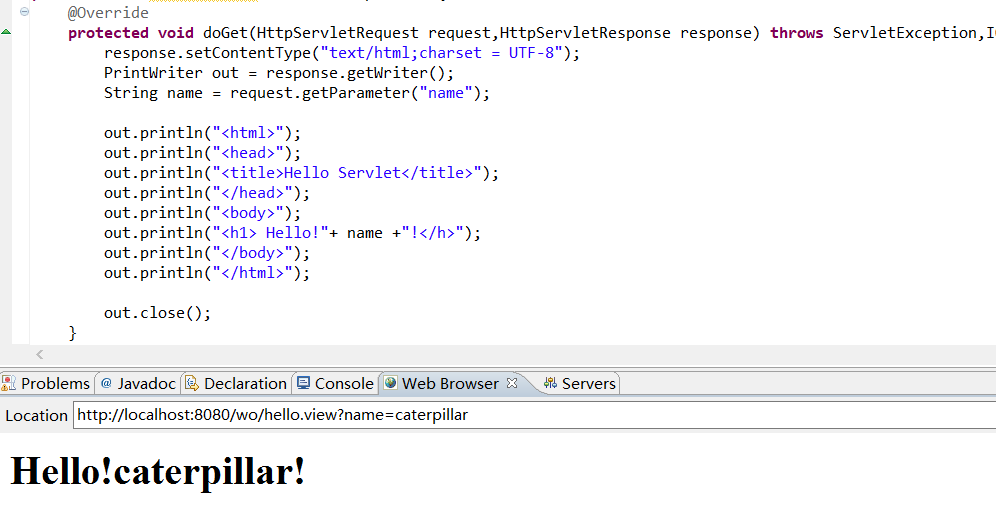 @Override
protected void doGet(HttpServletRequest request,HttpServletResponse response) throws ServletException,I
response.setContentType("text/html;charset = UTF-8");
PrintWriter out = response.getWriter();
String name = request.getParameter("name");
out.println("<html>");
out.println("<head>");
out.println("<title>Hello Servlet</title>");
out.println("</head>");
out.println("<body>");
out.println("<h1> Hello!"+ name +"!</h>");
out.println("</body>");
out.println("</html>");
out.close();
}
Problems @ Javadoc Declaration Console Web Browser Servers
Location http://localhost:8080/wo/hello.view?name=caterpillar
Hello!caterpillar!